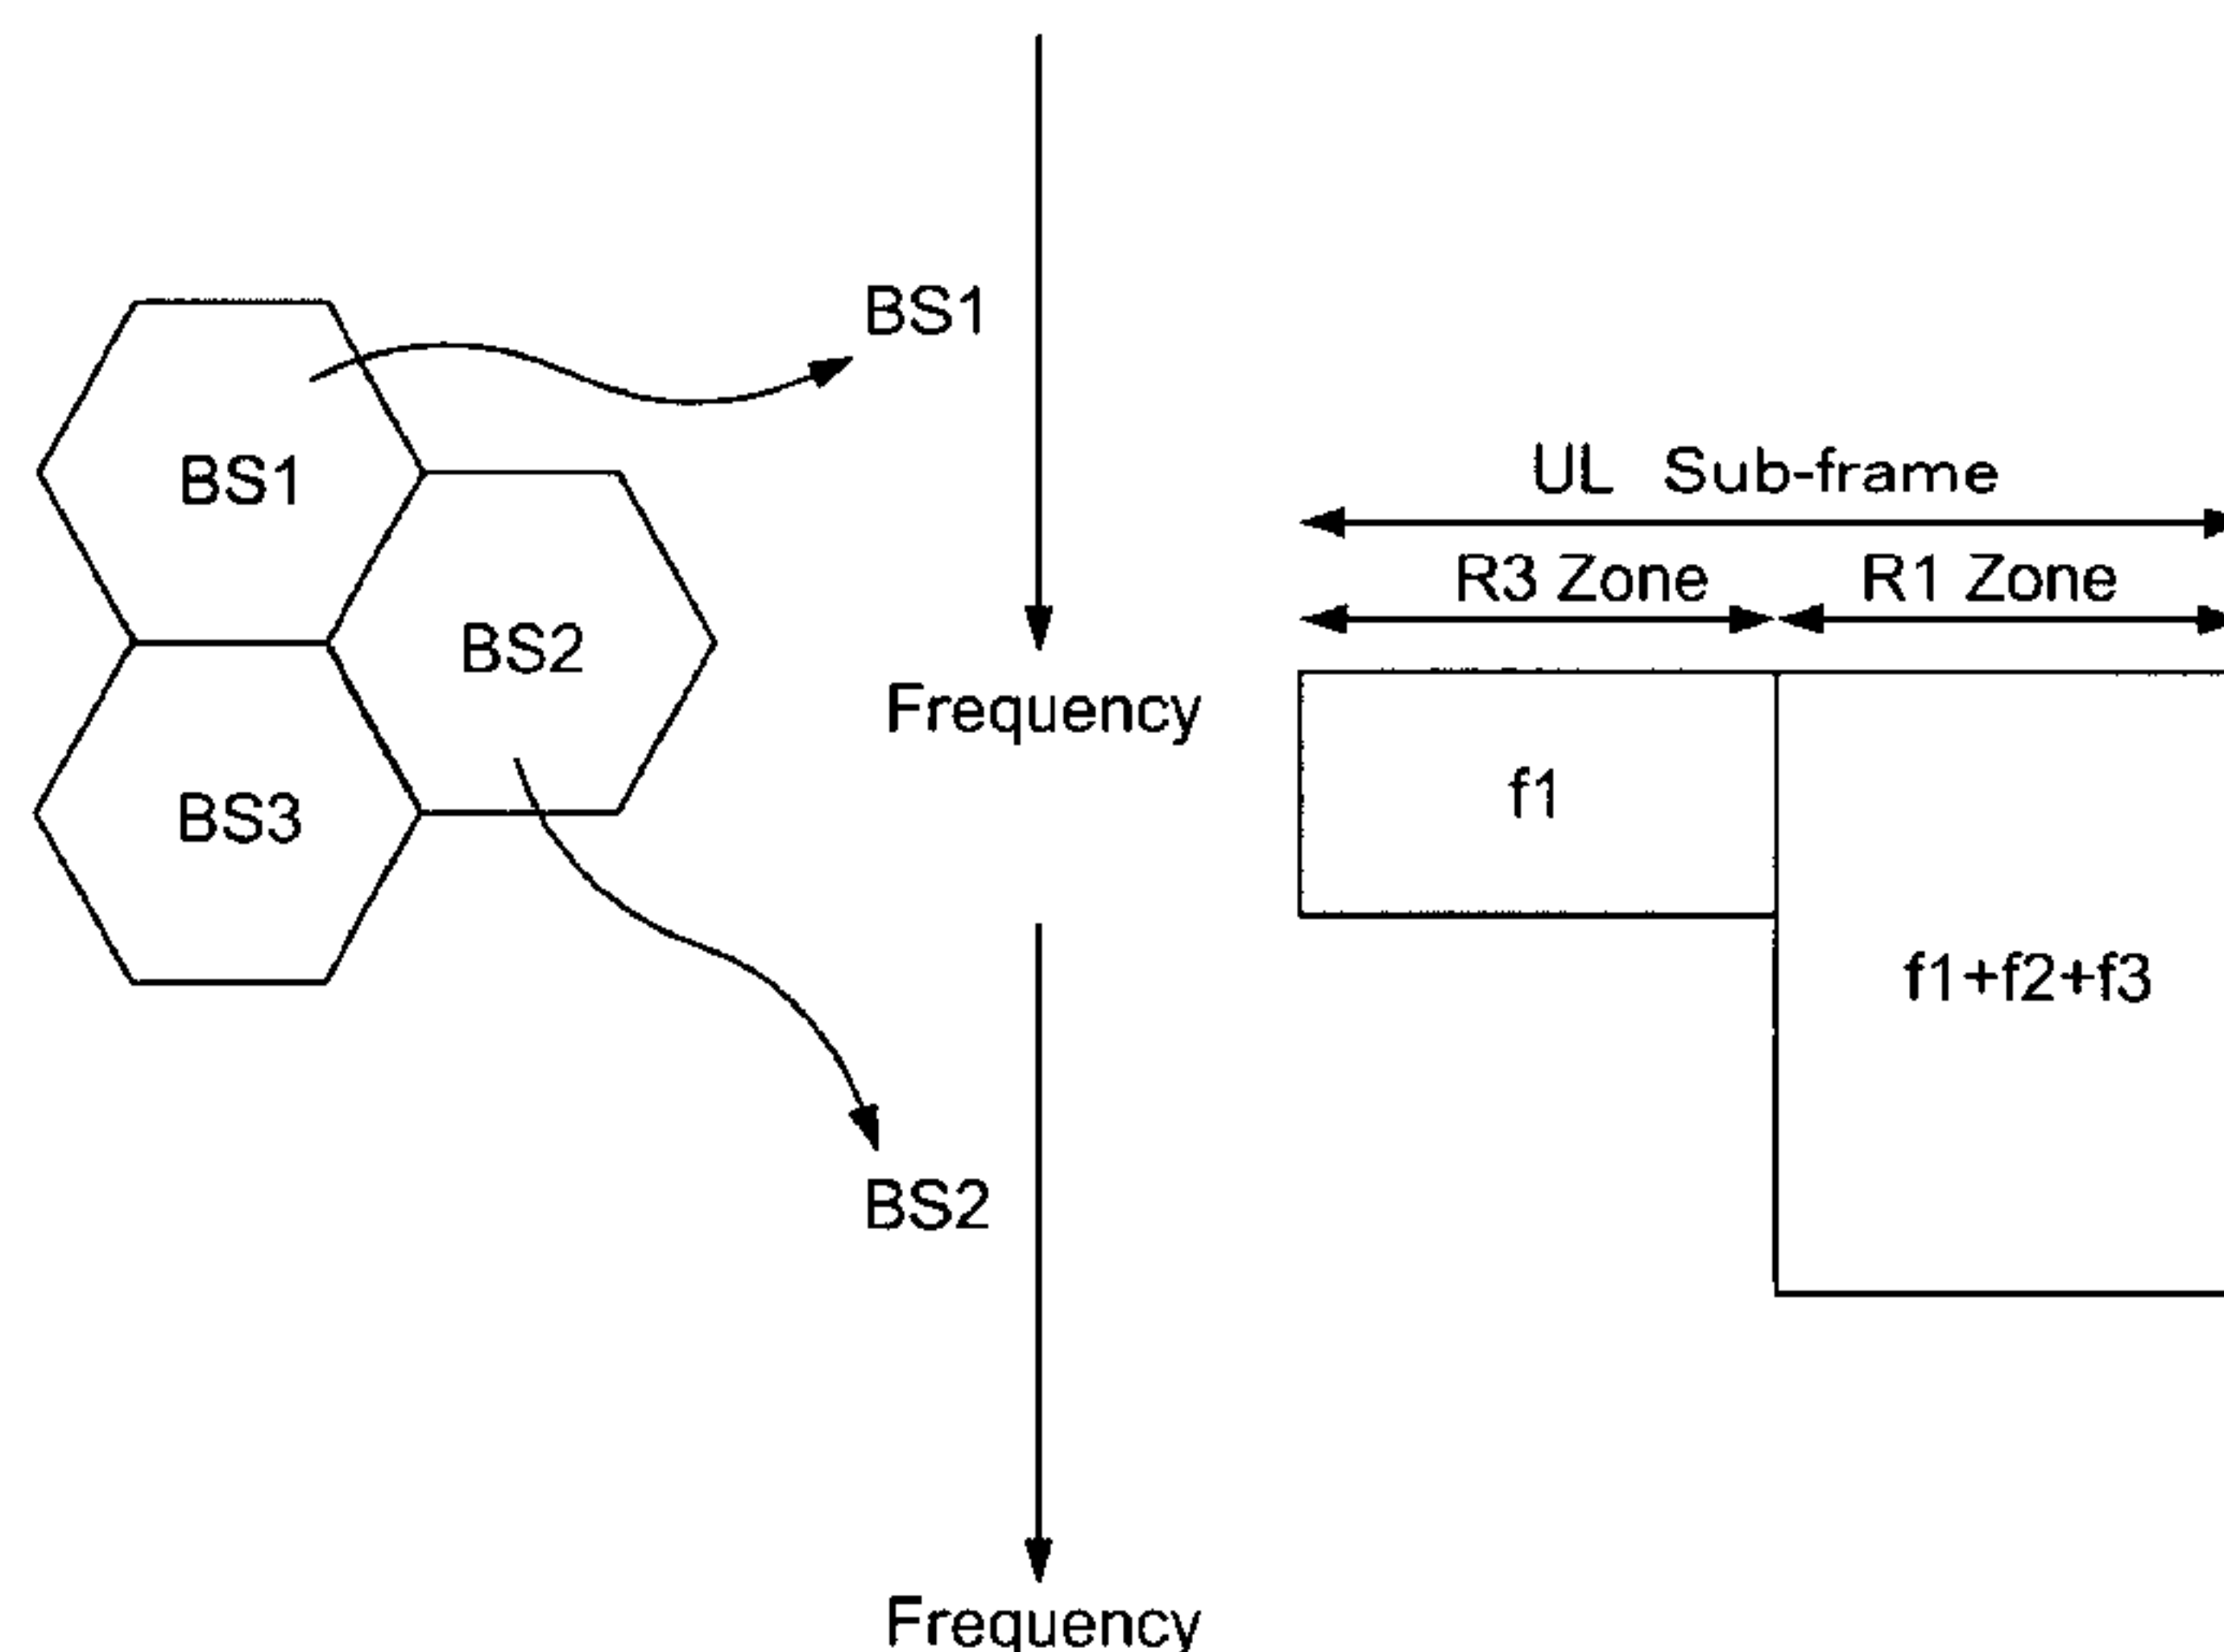 BS1
BS1
BS2
BS3
Frequency
BS2
Frequency
UL Sub-frame
R3 Zone
R1 Zone
f1
f1+f2+f3